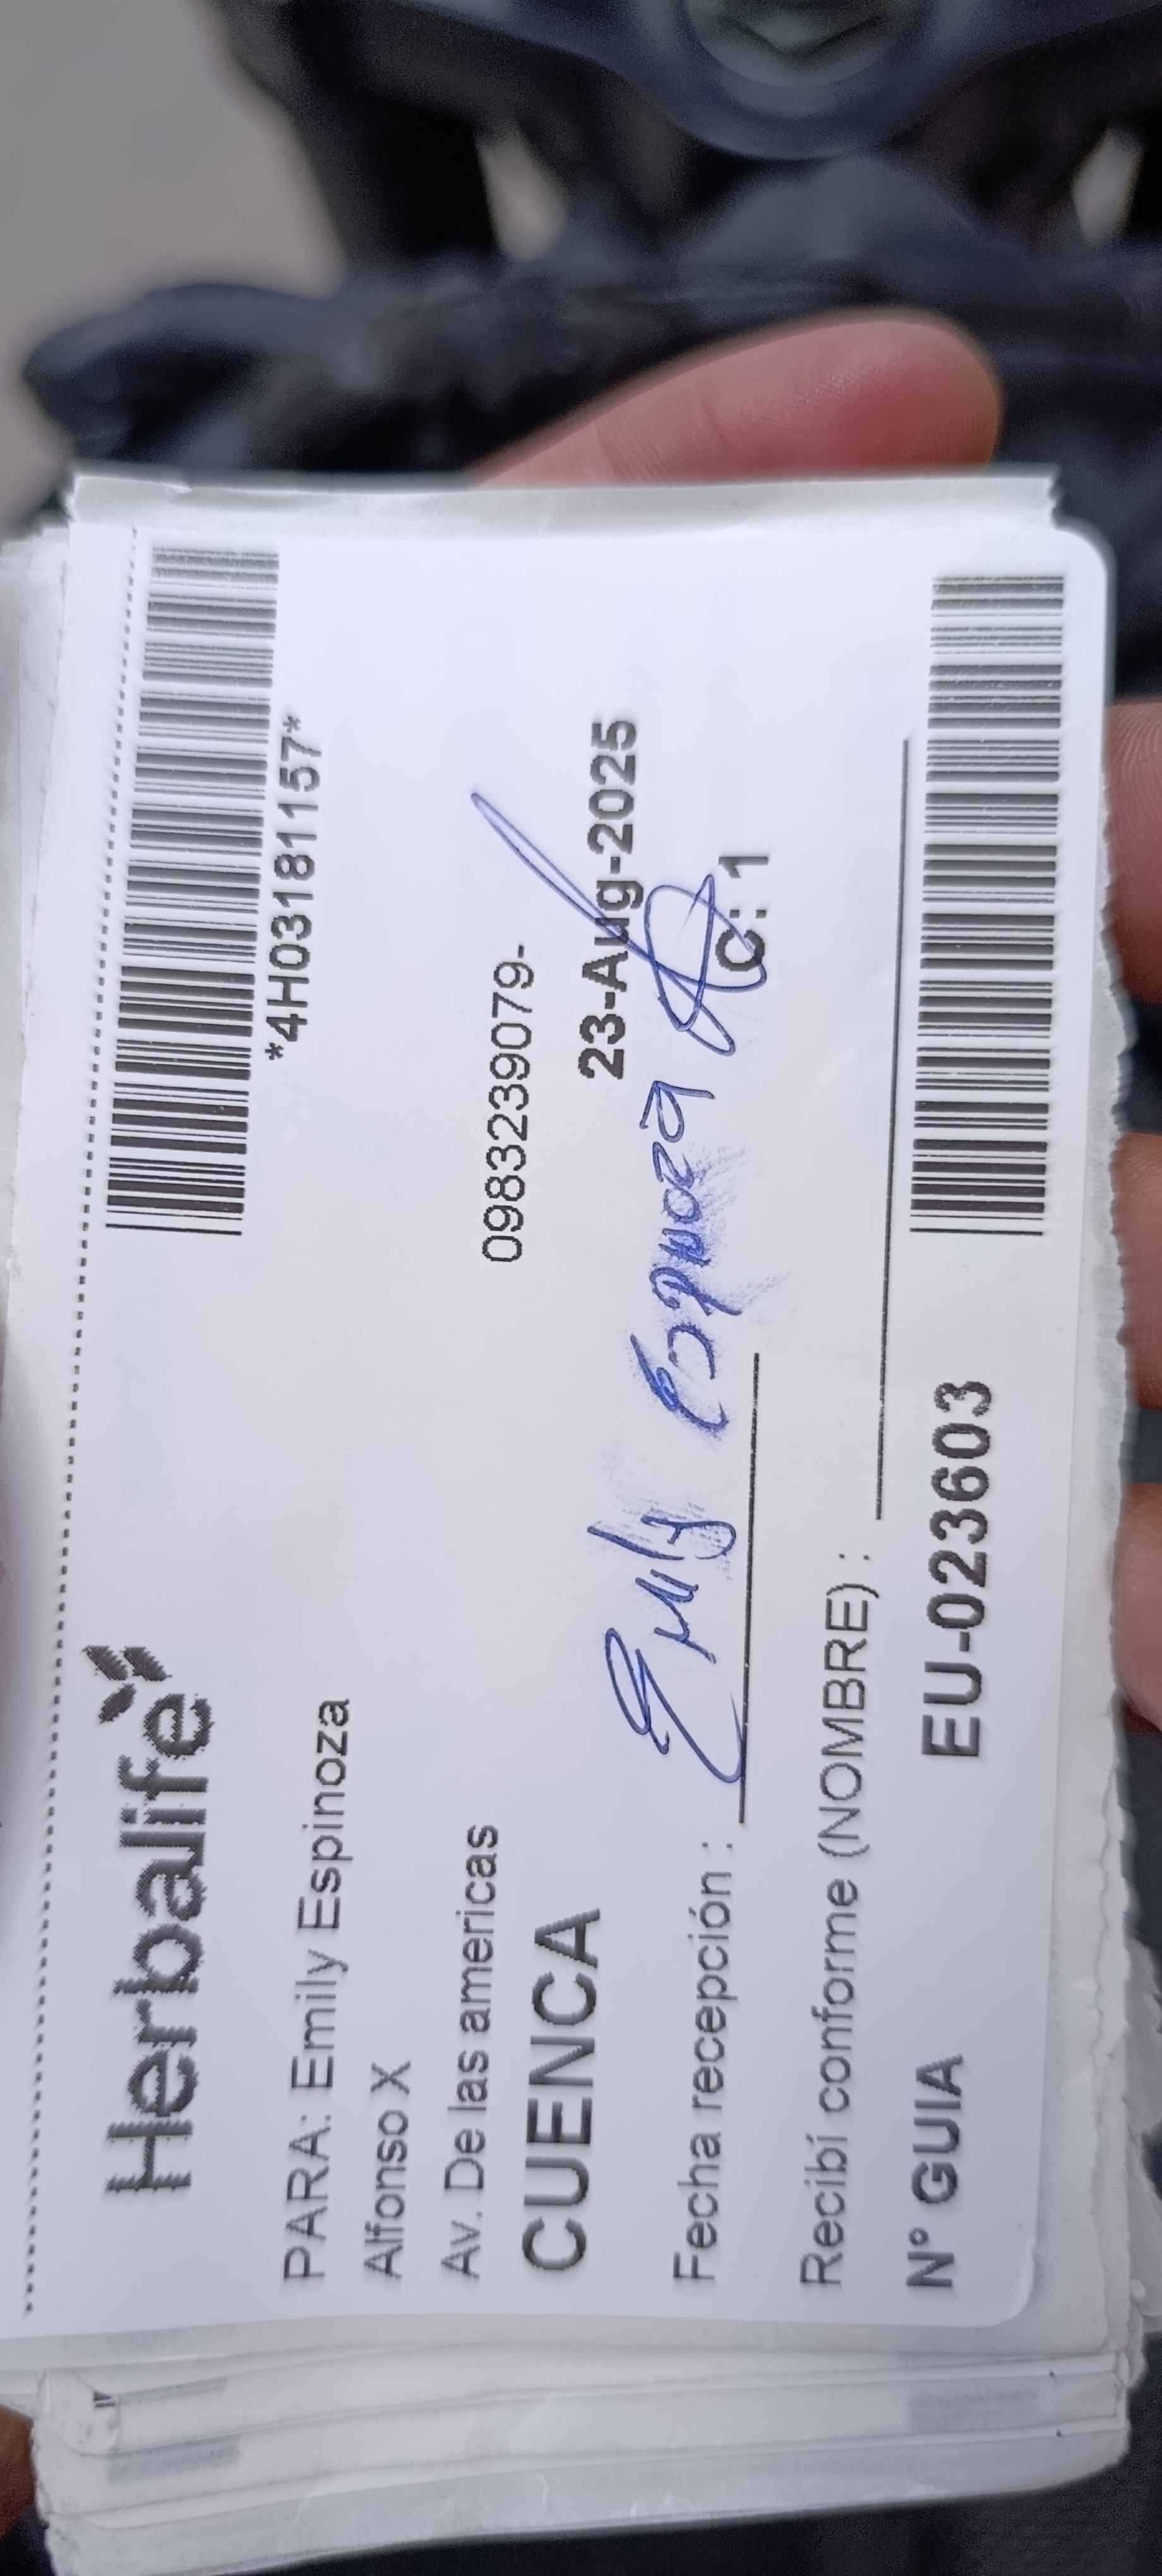 Herbalife
*4H03181157*
PARA: Emily Espinoza
Alfonso X
Av. De las americas
0983239079-
CUENCA
23-Aug-2025
Emily Espinoza
Fecha recepción :
C: 1
Recibí conforme (NOMBRE) :
N° GUIA EU-023603